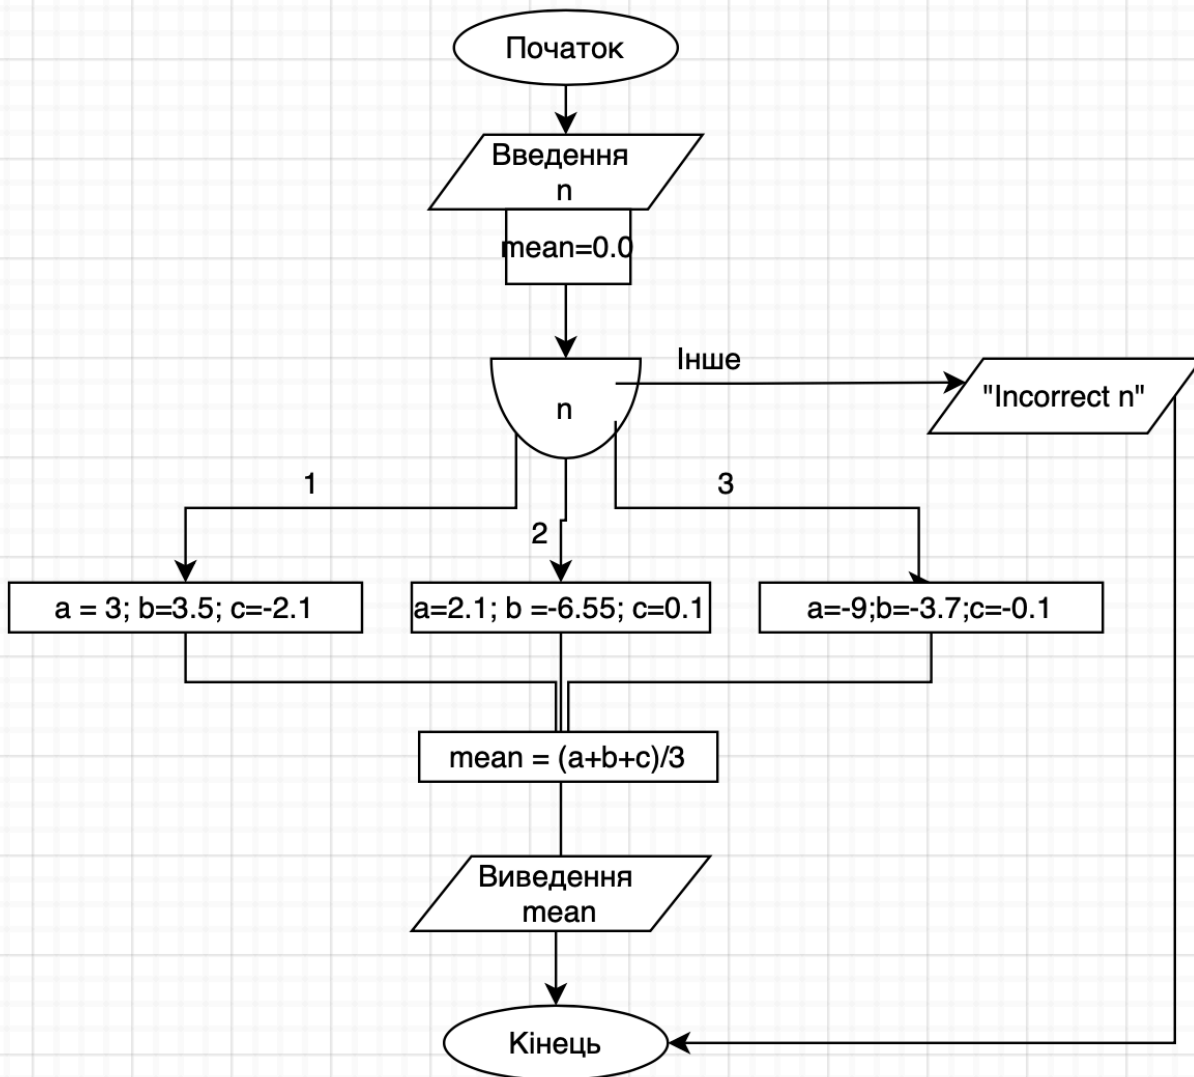 Початок
Введення
n
mean=0.0
Інше
n
"Incorrect n"
1
2
3
a = 3; b=3.5; c=-2.1
a=2.1; b =-6.55; c=0.1
a=-9;b=-3.7;c=-0.1
mean = (a+b+c)/3
Виведення
mean
Кінець